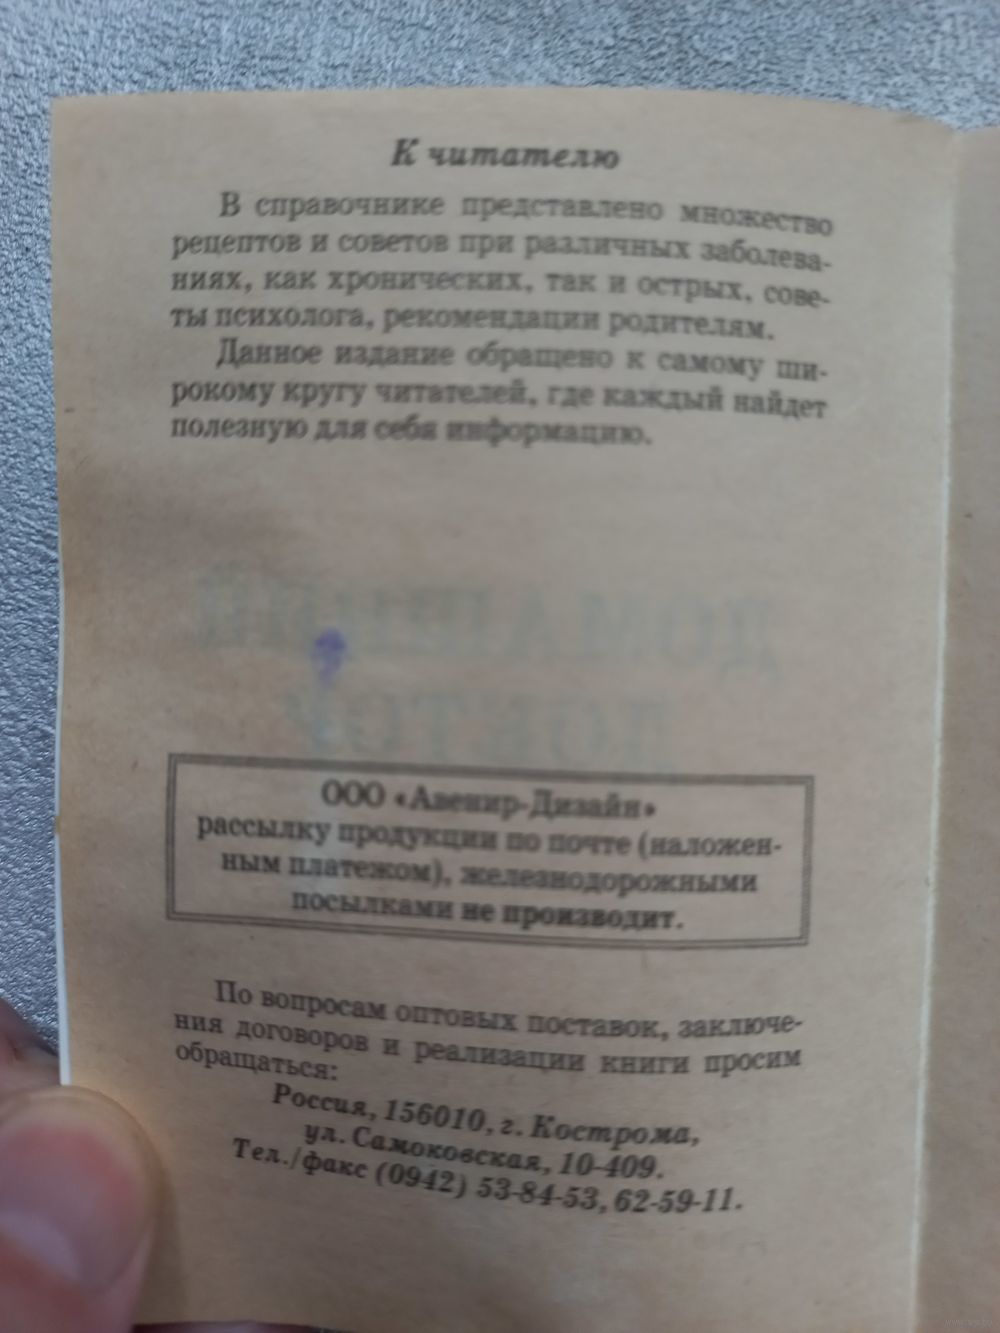 К читателю
В справочнике представлено множество
рецептов и советов при различных заболева-
ниях, как хронических, так и острых, сове-
ты психолога, рекомендации родителям.
Данное издание обращено к самому ши-
рокому кругу читателей, где каждый найдет
полезную для себя информацию.
ДОМАШНИЙ
ДОКТОР
ООО «Авенир-Дизайн»
рассылку продукции по почте (наложен-
ным платежом), железнодорожными
посылками не производит.
По вопросам оптовых поставок, заключе-
ния договоров и реализации книги просим
обращаться:
Россия, 156010, г. Кострома,
ул. Самоковская, 10-409.
Тел./факс (0942) 53-84-53, 62-59-11.